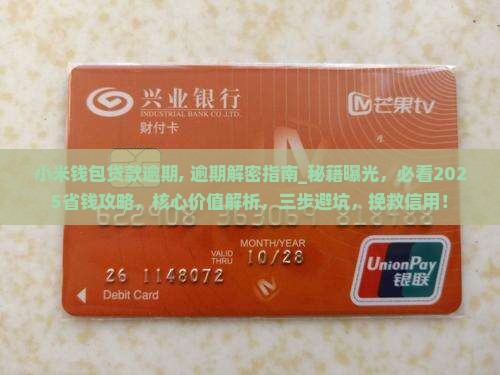 兴业银行
INDUSTRIAL BANK CO.,LTD.
财付卡
芒果tv
小米钱包贷款逾期, 逾期解密指南_秘藉曝光，必看202
5省钱攻略，核心价值解析，三步避坑，挽救信用！
MONTH/YEAR
VALID THRU 10/28
26 1148072
Debit Card
UnionPay
银联